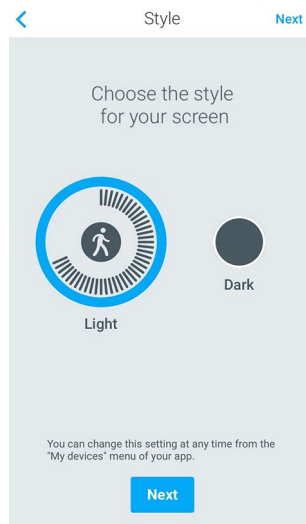 Style
Next
Choose the style
for your screen
Light
Dark
You can change this setting at any time from the
"My devices" menu of your app.
Next